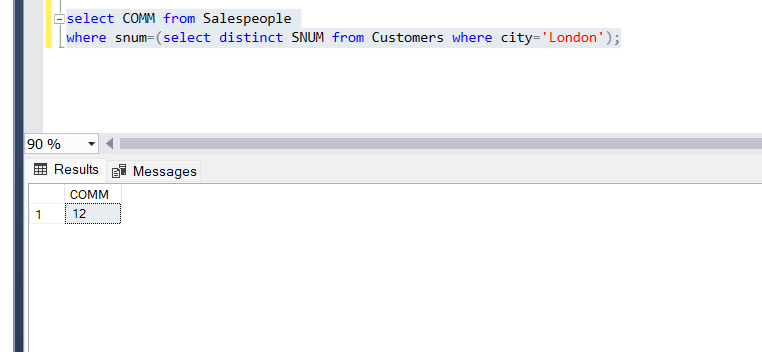 select COMM from Salespeople
where snum=(select distinct SNUM from Customers where city='London');
90 %
Results Messages
COMM
1 12